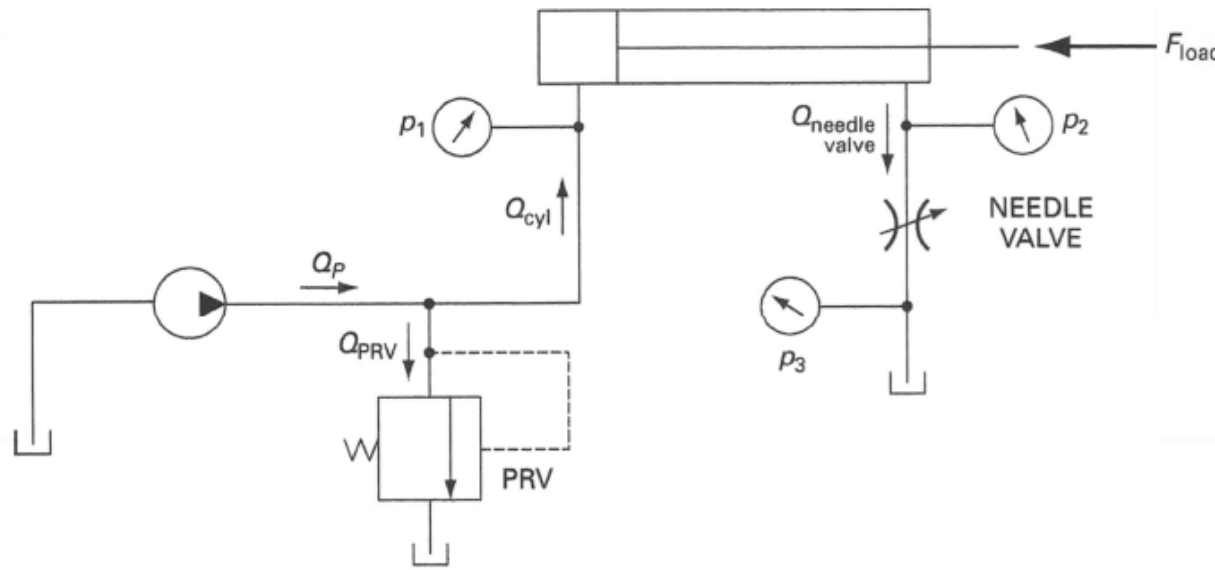 F_load
p_1
Q_needle
valve
p_2
Q_cyl
NEEDLE
VALVE
Q_P
Q_PRV
p_3
PRV